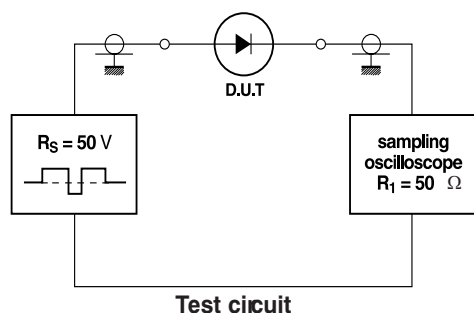 D.U.T
R_S = 50 V
sampling
oscilloscope
R_1 = 50 Ω
Test circuit